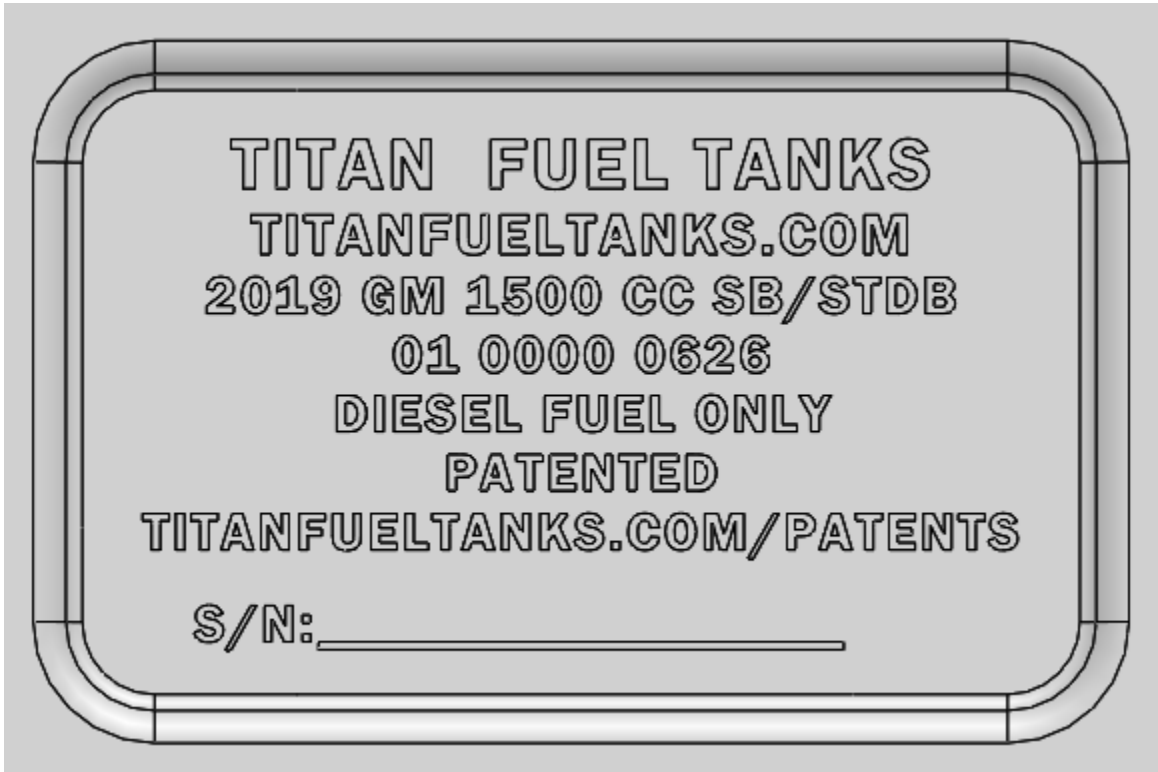 TITAN FUEL TANKS
TITANFUELTANKS.COM
2019 GM 1500 CC SB/STDB
01 0000 0626
DIESEL FUEL ONLY
PATENTED
TITANFUELTANKS.COM/PATENTS
S/N: